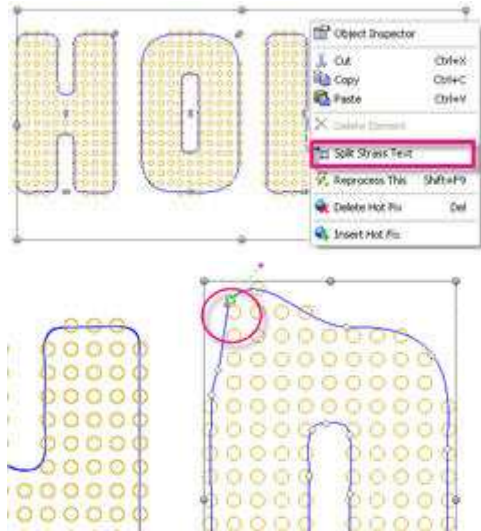 HO
Object Inspector
Cut Ctrl+X
Copy Ctrl+C
Paste Ctrl+V
Delete Element
Split Strass Text
Reprocess This Shift+F9
Delete Hot Fix Del
Insert Hot Fix